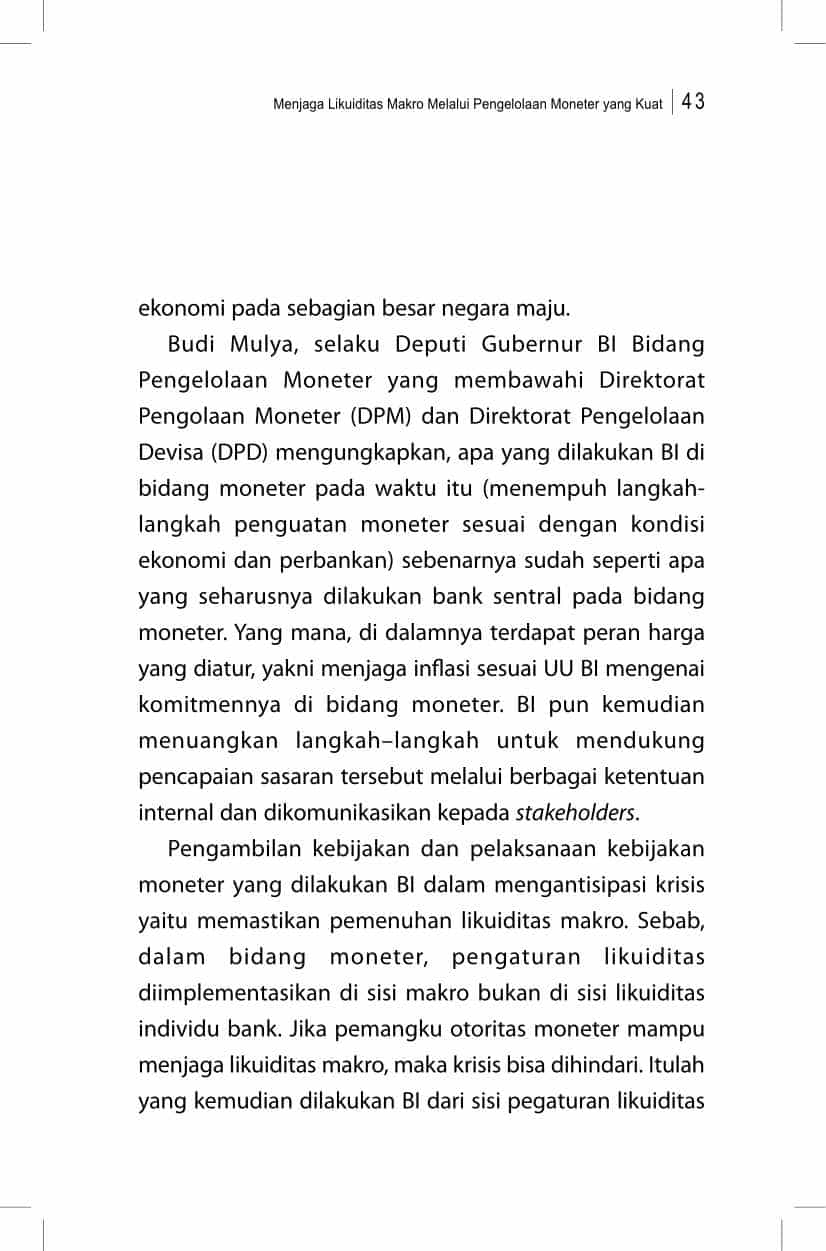 Menjaga Likuiditas Makro Melalui Pengelolaan Moneter yang Kuat 43
ekonomi pada sebagian besar negara maju.
Budi Mulya, selaku Deputi Gubernur BI Bidang
Pengelolaan Moneter yang membawahi Direktorat
Pengolaan Moneter (DPM) dan Direktorat Pengelolaan
Devisa (DPD) mengungkapkan, apa yang dilakukan BI di
bidang moneter pada waktu itu (menempuh langkah-
langkah penguatan moneter sesuai dengan kondisi
ekonomi dan perbankan) sebenarnya sudah seperti apa
yang seharusnya dilakukan bank sentral pada bidang
moneter. Yang mana, di dalamnya terdapat peran harga
yang diatur, yakni menjaga inflasi sesuai UU BI mengenai
komitmennya di bidang moneter. BI pun kemudian
menuangkan langkah–langkah untuk mendukung
pencapaian sasaran tersebut melalui berbagai ketentuan
internal dan dikomunikasikan kepada stakeholders.
Pengambilan kebijakan dan pelaksanaan kebijakan
moneter yang dilakukan BI dalam mengantisipasi krisis
yaitu memastikan pemenuhan likuiditas makro. Sebab,
dalam bidang moneter, pengaturan likuiditas
diimplementasikan di sisi makro bukan di sisi likuiditas
individu bank. Jika pemangku otoritas moneter mampu
menjaga likuiditas makro, maka krisis bisa dihindari. Itulah
yang kemudian dilakukan BI dari sisi pegaturan likuiditas